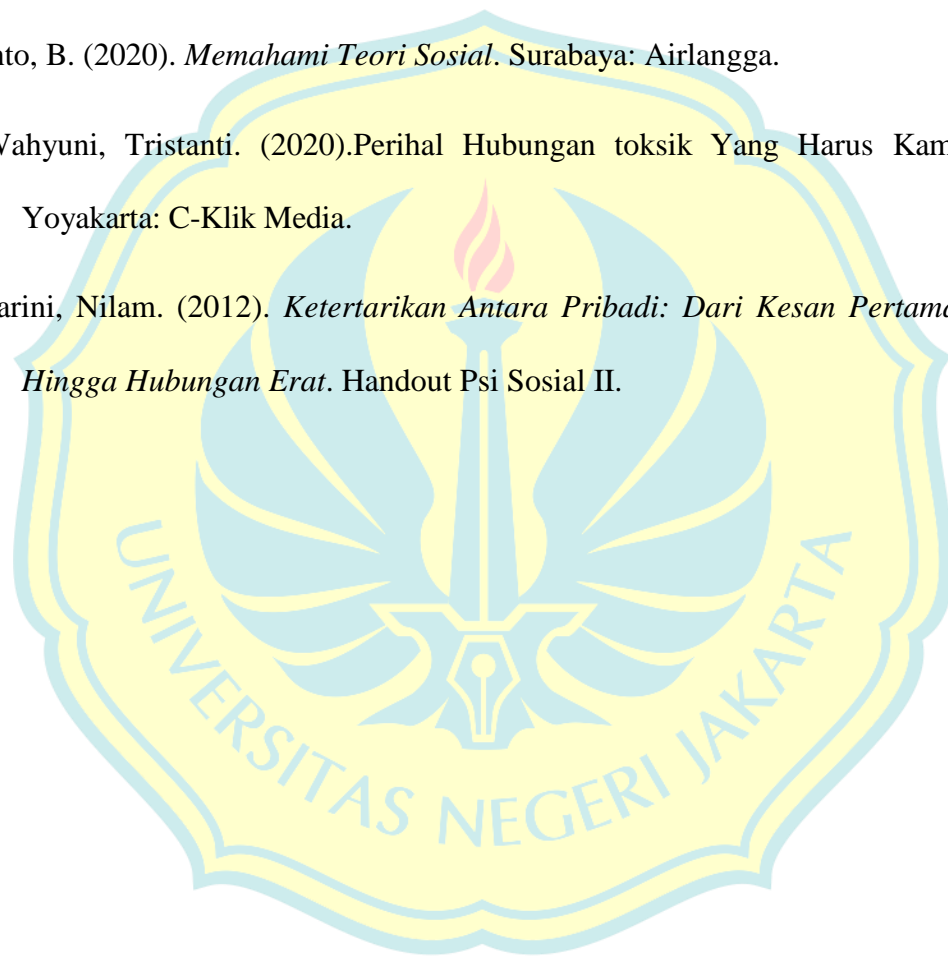 nto, B. (2020). Memahami Teori Sosial. Surabaya: Airlangga.
Wahyuni, Tristanti. (2020).Perihal Hubungan toksik Yang Harus Kam
Yoyakarta: C-Klik Media.
arini, Nilam. (2012). Ketertarikan Antara Pribadi: Dari Kesan Pertama
Hingga Hubungan Erat. Handout Psi Sosial II.
UNIVERSITAS NEGERI JAKARTA